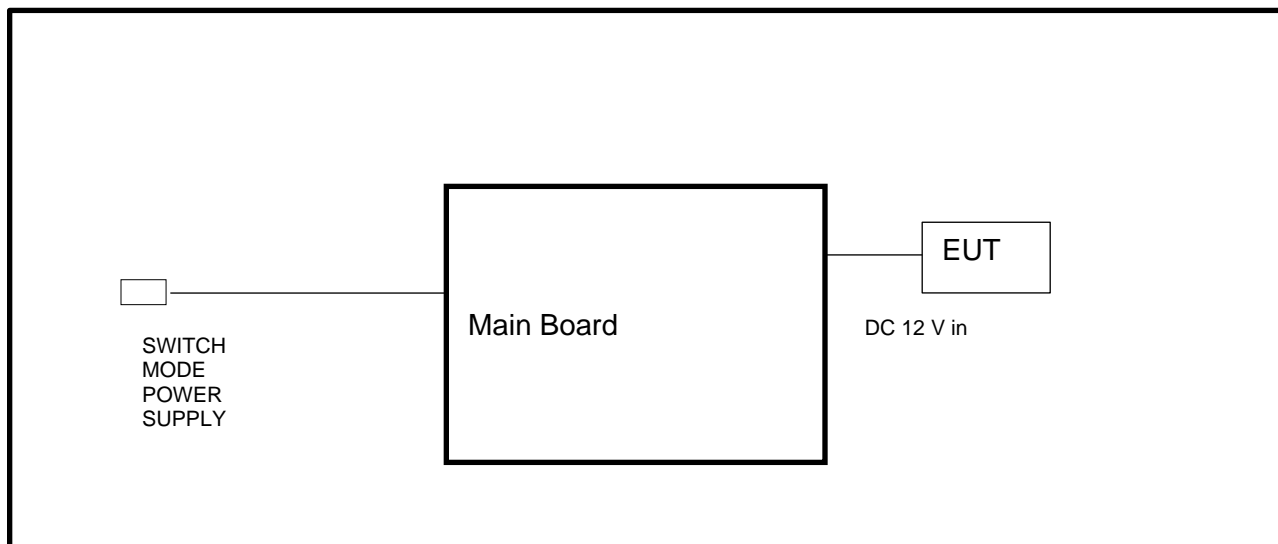 EUT
Main Board
DC 12 V in
SWITCH
MODE
POWER
SUPPLY